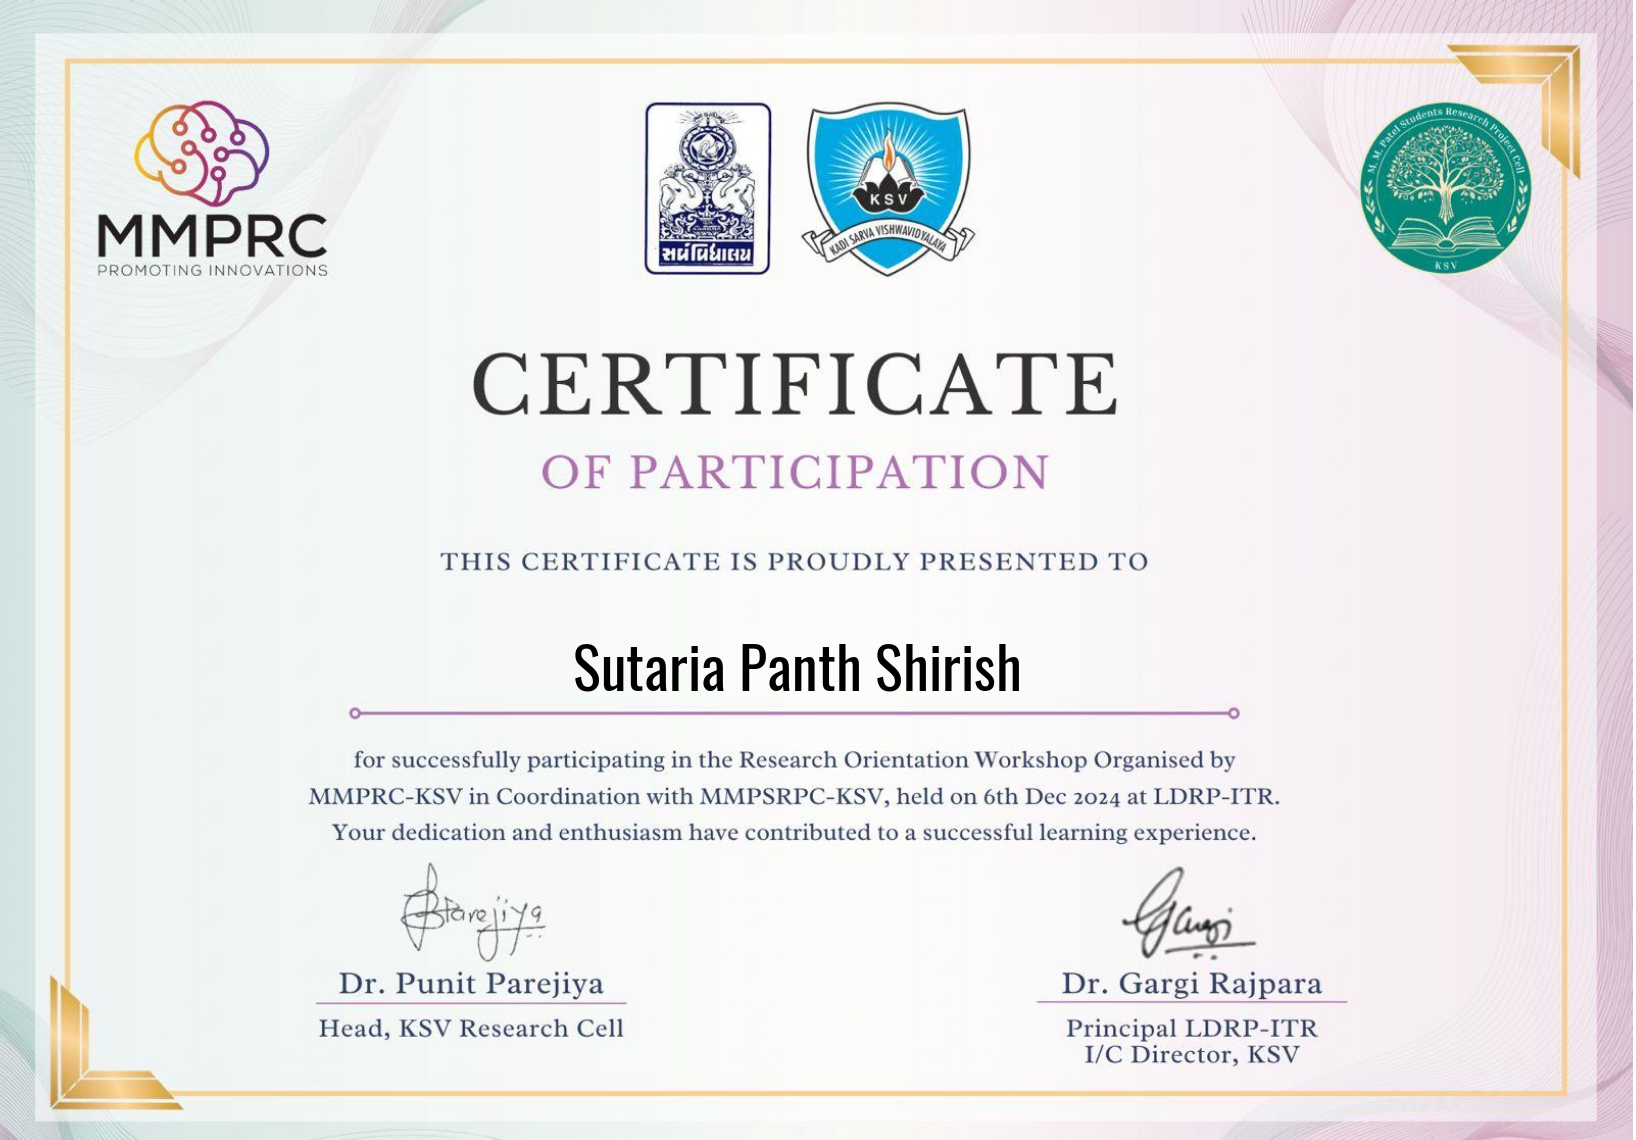 MMPRC
PROMOTING INNOVATIONS
સર્વ વિદ્યાલય
KSV
KADI SARVA VISHWAVIDYALAYA
M. M. Patel Students Research Project Cell
KSV
CERTIFICATE
OF PARTICIPATION
THIS CERTIFICATE IS PROUDLY PRESENTED TO
Sutaria Panth Shirish
for successfully participating in the Research Orientation Workshop Organised by
MMPRC-KSV in Coordination with MMPSRPC-KSV, held on 6th Dec 2024 at LDRP-ITR.
Your dedication and enthusiasm have contributed to a successful learning experience.
Parejiya
Gargi
Dr. Punit Parejiya
Dr. Gargi Rajpara
Head, KSV Research Cell
Principal LDRP-ITR
I/C Director, KSV